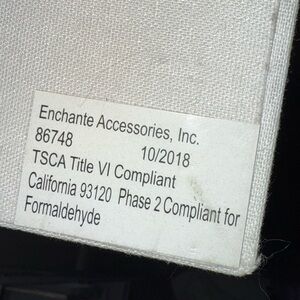 Enchante Accessories, Inc.
86748 10/2018
TSCA Title VI Compliant
California 93120 Phase 2 Compliant for
Formaldehyde